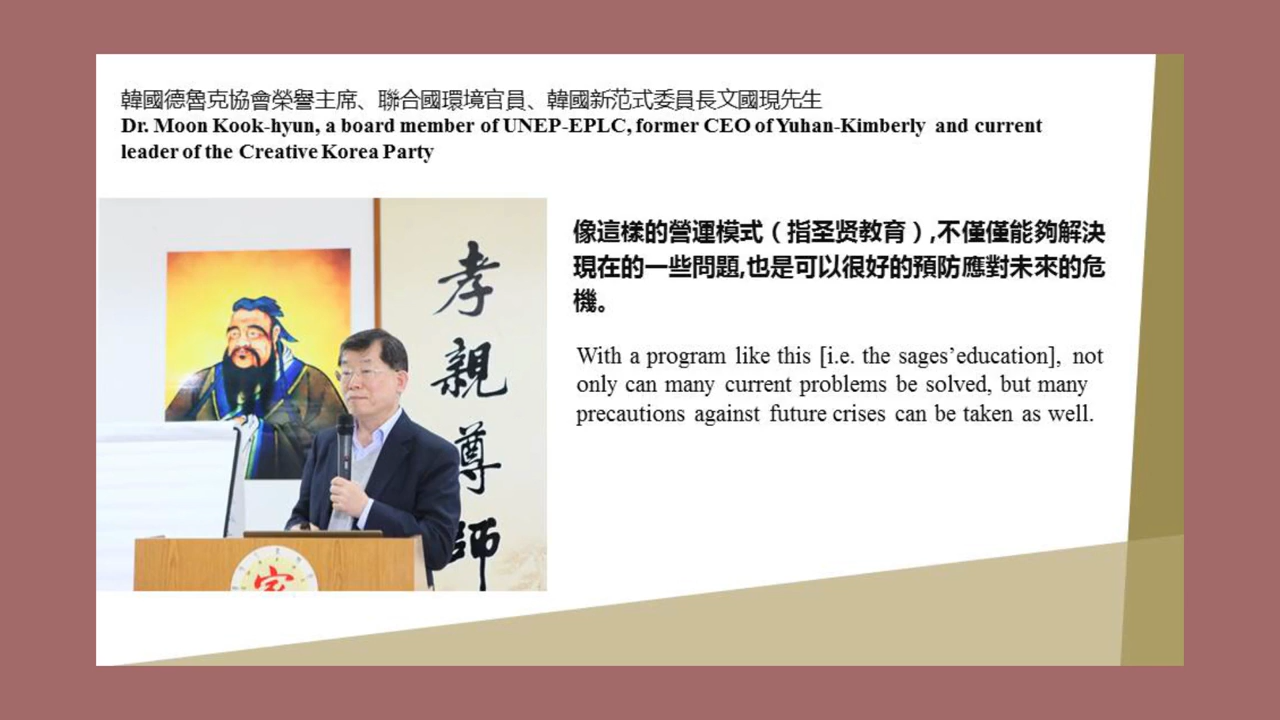 韓國德魯克協會榮譽主席、聯合國環境官員、韓國新范式委員長文國現先生
Dr. Moon Kook-hyun, a board member of UNEP-EPLC, former CEO of Yuhan-Kimberly and current
leader of the Creative Korea Party
孝親尊師
家
像這樣的營運模式（指圣贤教育）,不僅僅能夠解決
現在的一些問題,也是可以很好的預防應對未來的危
機。
With a program like this [i.e. the sages’education], not
only can many current problems be solved, but many
precautions against future crises can be taken as well.